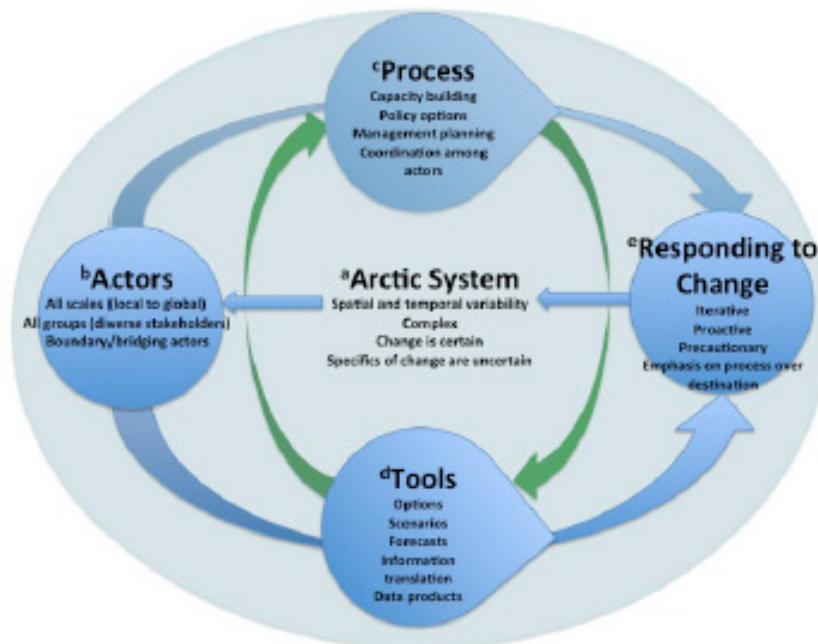 cProcess
Capacity building
Policy options
Management planning
Coordination among
actors
bActors
All scales (local to global)
All groups (diverse stakeholders)
Boundary/bridging actors
aArctic System
Spatial and temporal variability
Complex
Change is certain
Specifics of change are uncertain
eResponding to
Change
Iterative
Proactive
Precautionary
Emphasis on process over
destination
dTools
Options
Scenarios
Forecasts
Information
translation
Data products